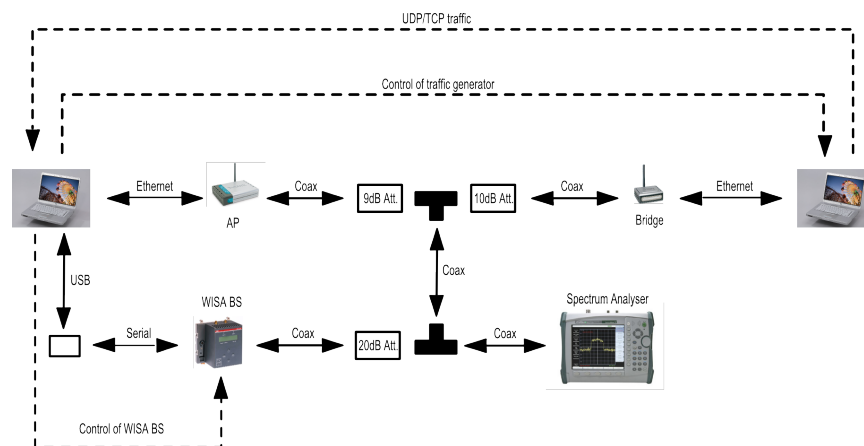 UDP/TCP traffic
Control of traffic generator
Ethernet
Coax
9dB Att.
10dB Att.
Coax
Ethernet
AP
Bridge
USB
Coax
WISA BS
Spectrum Analyser
Serial
Coax
20dB Att.
Coax
Control of WISA BS